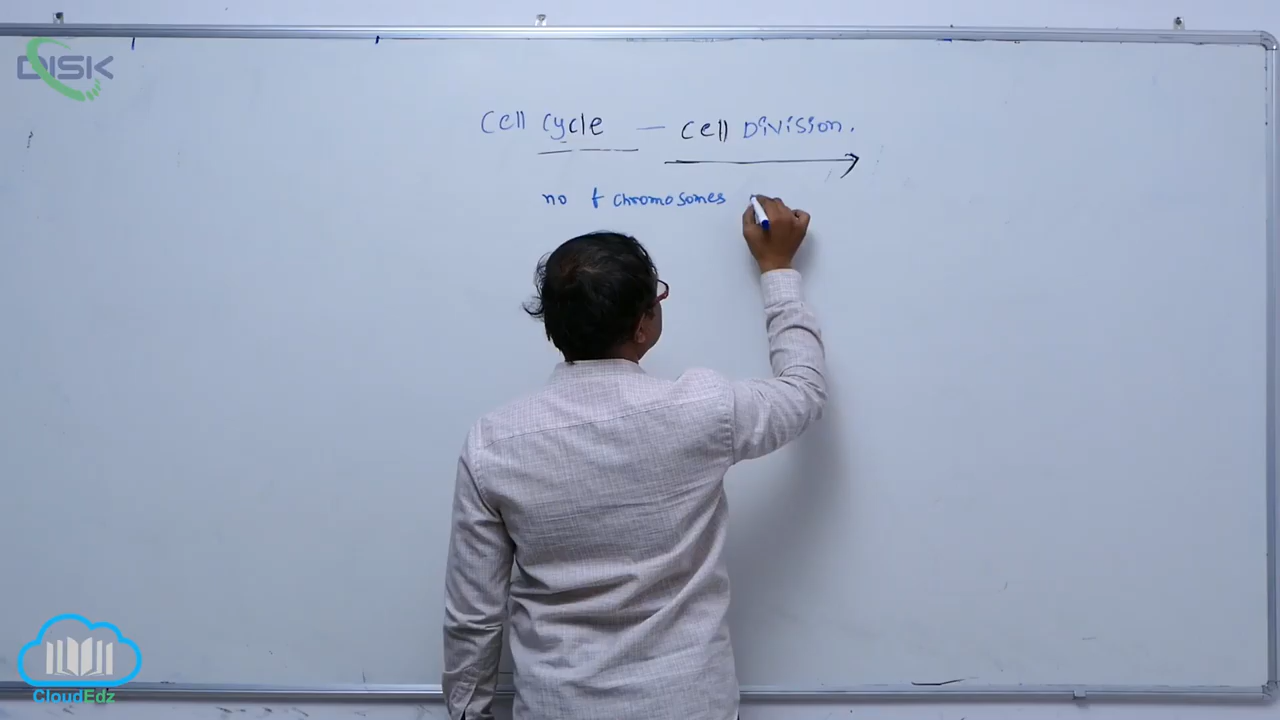 DISK
Cell Cycle — Cell Division.
no f chromosomes
CloudEdz